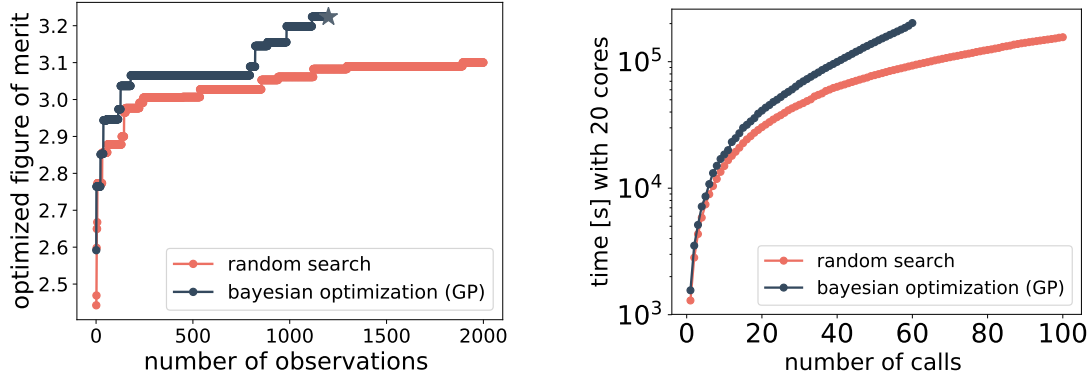 optimized figure of merit
3.2
3.1
3.0
2.9
2.8
2.7
2.6
2.5
random search
bayesian optimization (GP)
0
500
1000
1500
2000
number of observations
time [s] with 20 cores
10^5
10^4
10^3
random search
bayesian optimization (GP)
0
20
40
60
80
100
number of calls